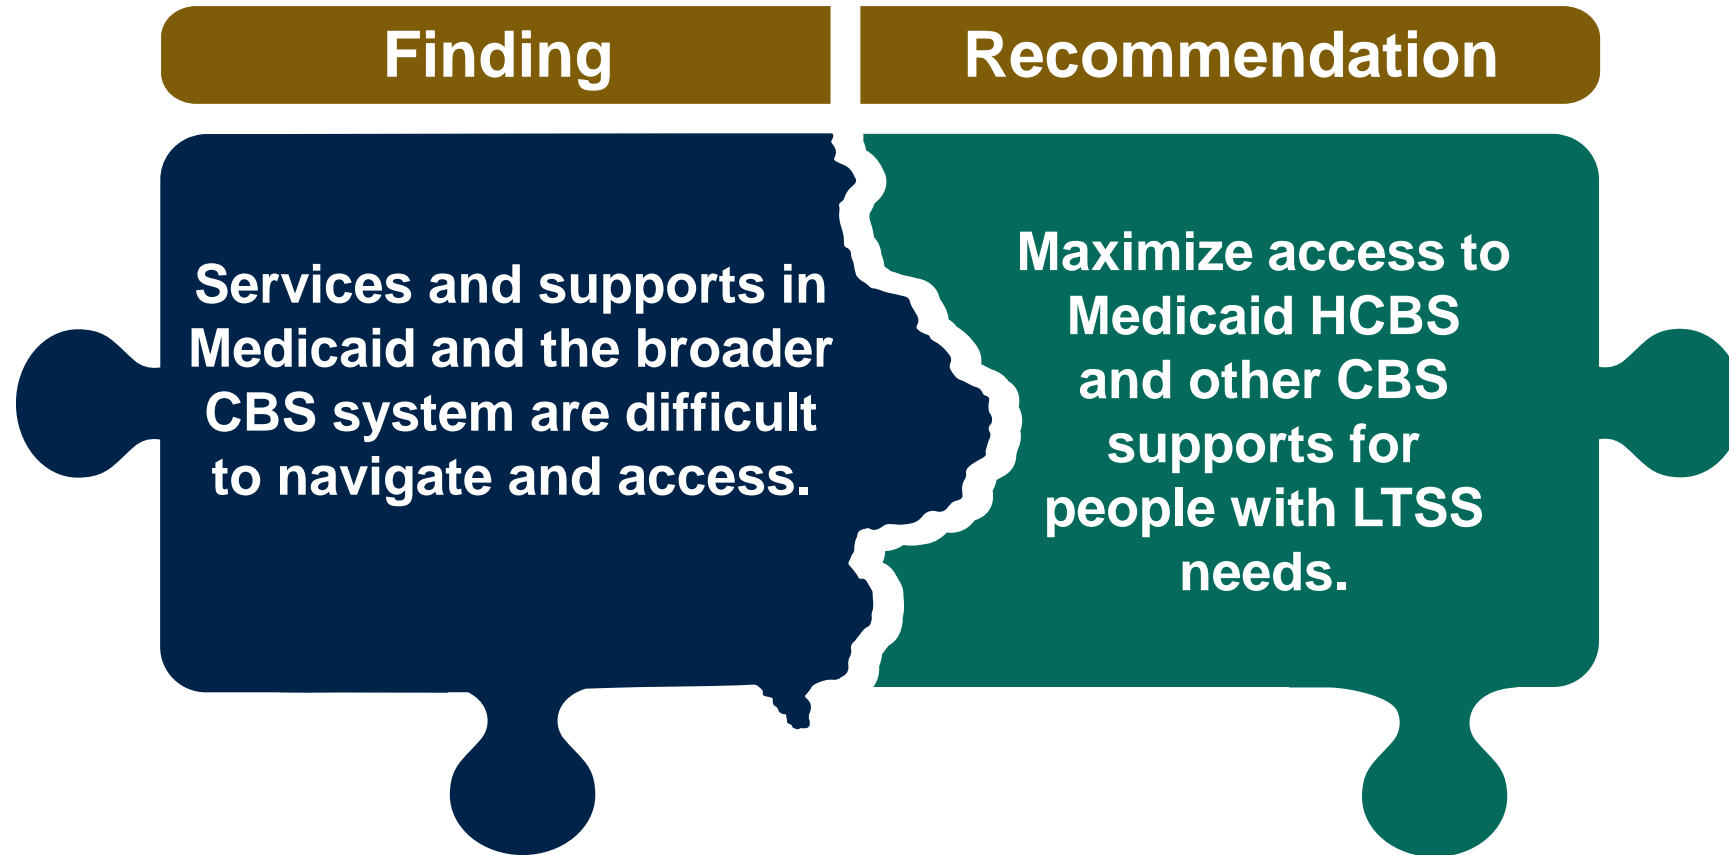 Finding
Recommendation
Services and supports in
Medicaid and the broader
CBS system are difficult
to navigate and access.
Maximize access to
Medicaid HCBS
and other CBS
supports for
people with LTSS
needs.